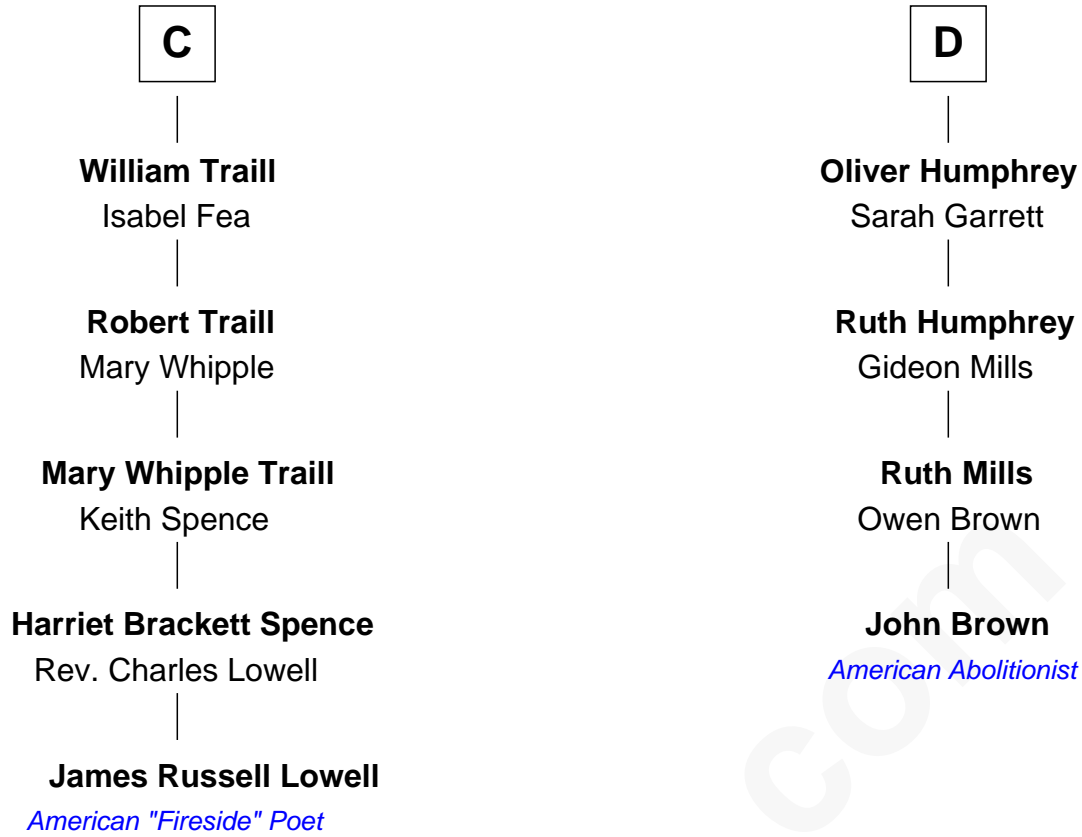 C
William Traill
Isabel Fea
Robert Traill
Mary Whipple
Mary Whipple Traill
Keith Spence
Harriet Brackett Spence
Rev. Charles Lowell
James Russell Lowell
American "Fireside" Poet
D
Oliver Humphrey
Sarah Garrett
Ruth Humphrey
Gideon Mills
Ruth Mills
Owen Brown
John Brown
American Abolitionist
com